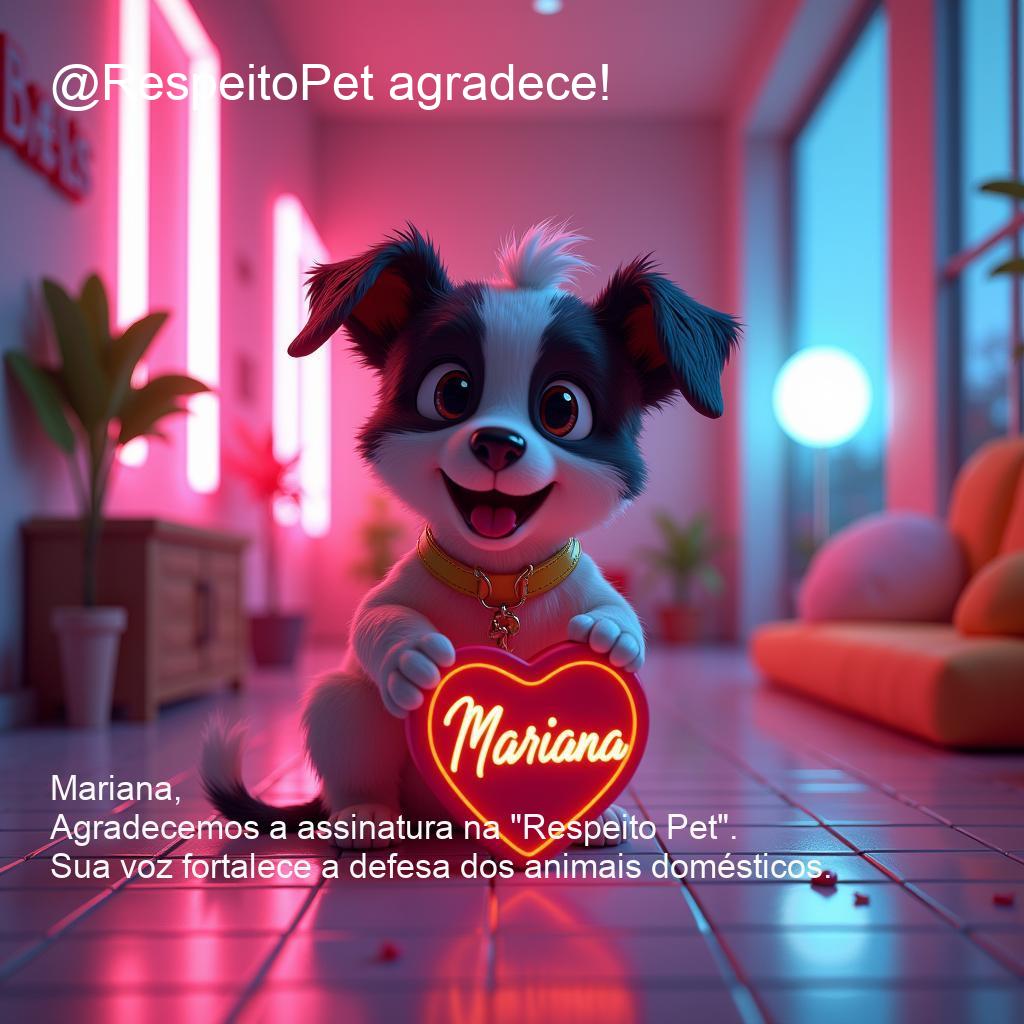 @RespeitoPet agradece!
Mariana
Mariana,
Agradecemos a assinatura na "Respeito Pet".
Sua voz fortalece a defesa dos animais domésticos.